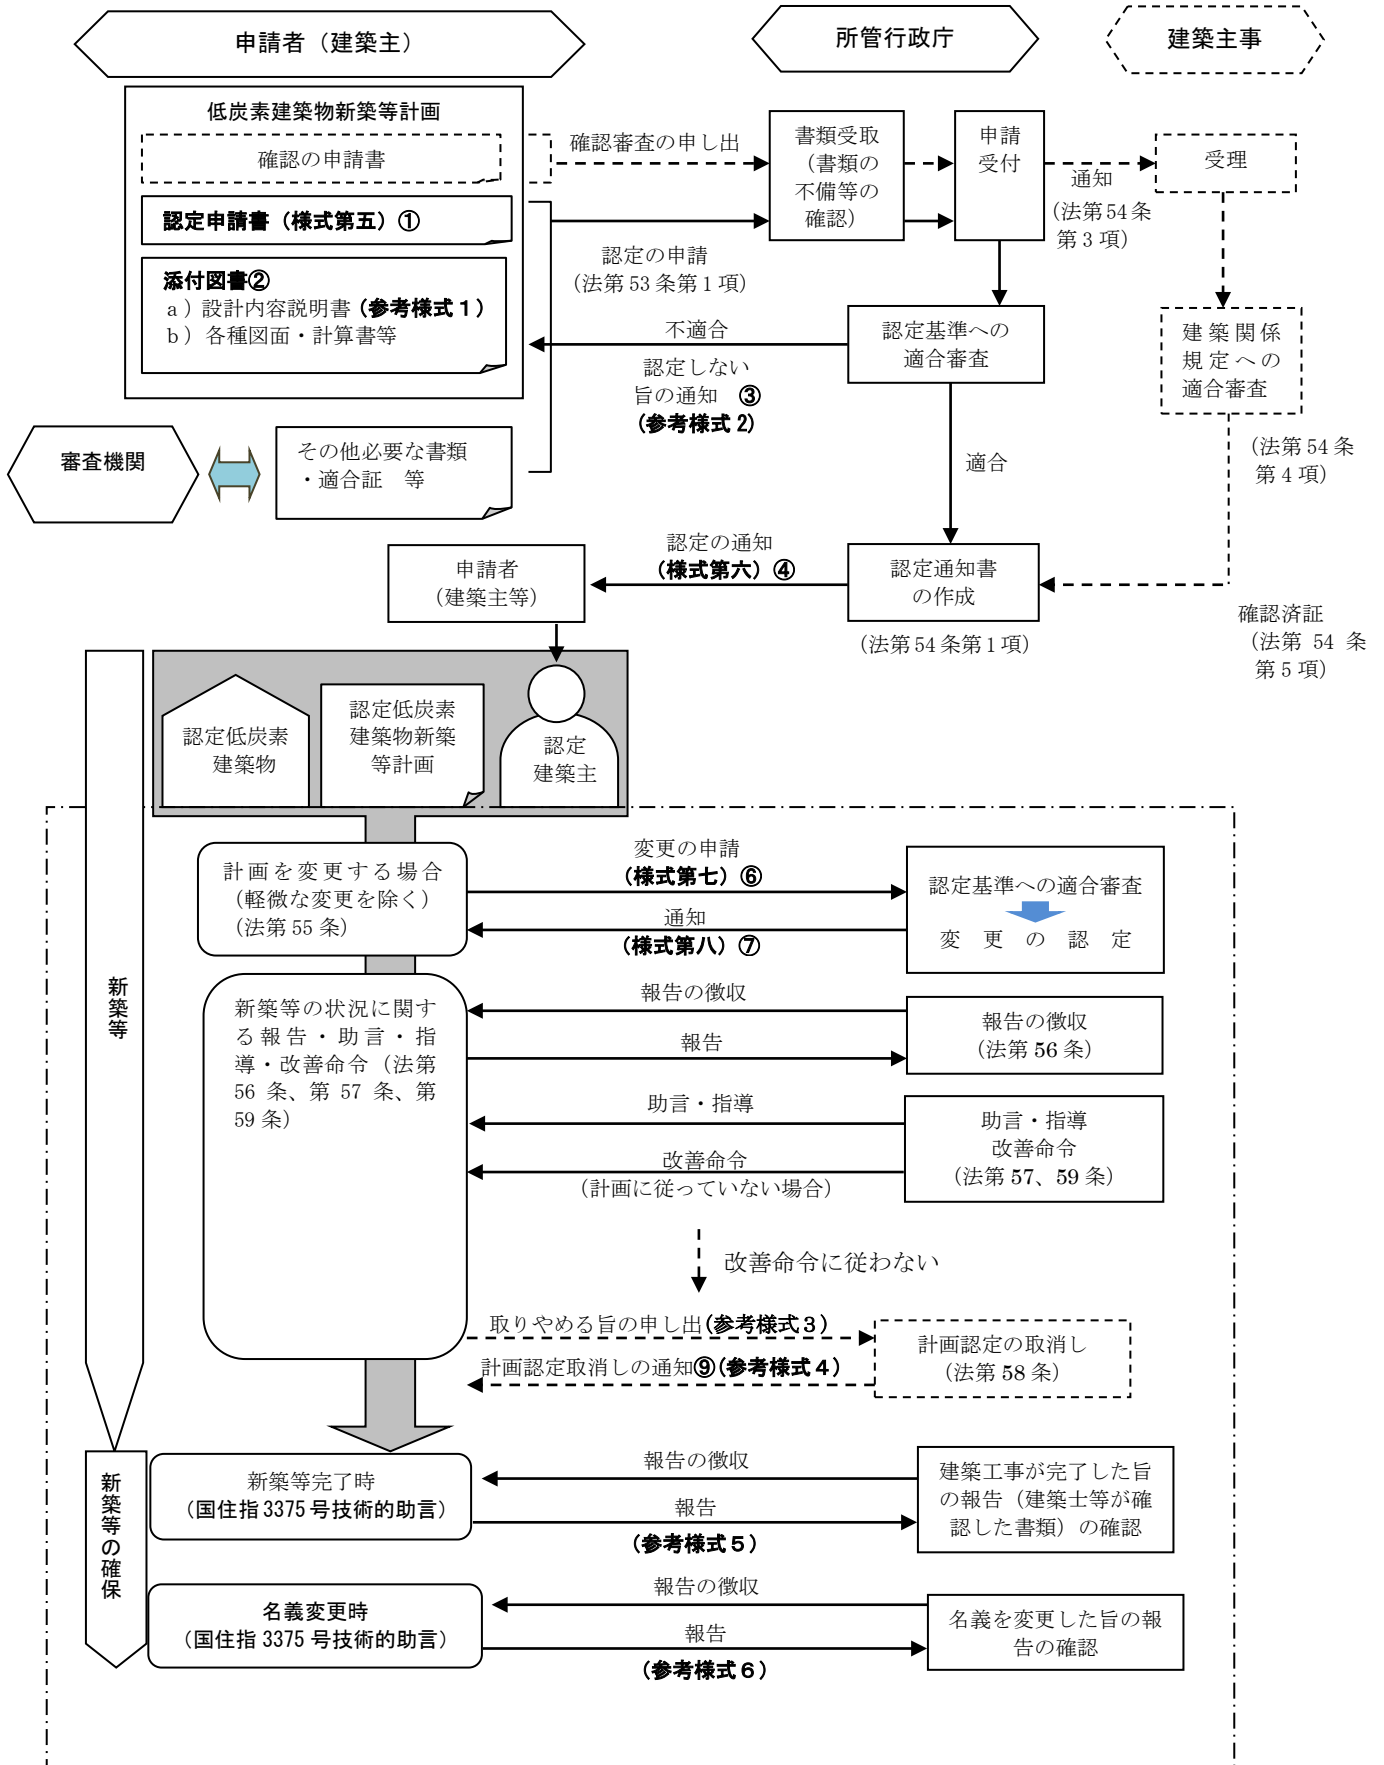 申請者（建築主）
所管行政庁
建築主事
低炭素建築物新築等計画
確認の申請書
認定申請書（様式第五）①
添付図書②
a）設計内容説明書（参考様式１）
b）各種図面・計算書等
確認審査の申し出
認定の申請
（法第53条第1項）
書類受取
（書類の
不備等の
確認）
申請
受付
通知
（法第54条
第3項）
受理
不適合
認定しない
旨の通知　③
（参考様式2）
認定基準への
適合審査
建築関係
規定への
適合審査
審査機関
その他必要な書類
・適合証　等
適合
（法第54条
第4項）
認定の通知
（様式第六）④
申請者
（建築主等）
認定通知書
の作成
（法第54条第1項）
確認済証
（法第 54 条
第5項）
認定低炭素
建築物
認定低炭素
建築物新築
等計画
認定
建築主
新築等
計画を変更する場合
（軽微な変更を除く）
（法第55条）
変更の申請
（様式第七）⑥
通知
（様式第八）⑦
認定基準への適合審査
変　更　の　認　定
新築等の状況に関す
る報告・助言・指
導・改善命令（法第
56 条、第 57 条、第
59条）
報告の徴収
報告
報告の徴収
（法第56条）
助言・指導
改善命令
（計画に従っていない場合）
助言・指導
改善命令
（法第57、59条）
改善命令に従わない
取りやめる旨の申し出（参考様式３）
計画認定取消しの通知⑨（参考様式４）
計画認定の取消し
（法第58条）
新築等の確保
新築等完了時
（国住指3375号技術的助言）
報告の徴収
報告
（参考様式５）
建築工事が完了した旨
の報告（建築士等が確
認した書類）の確認
名義変更時
（国住指3375号技術的助言）
報告の徴収
報告
（参考様式６）
名義を変更した旨の報
告の確認